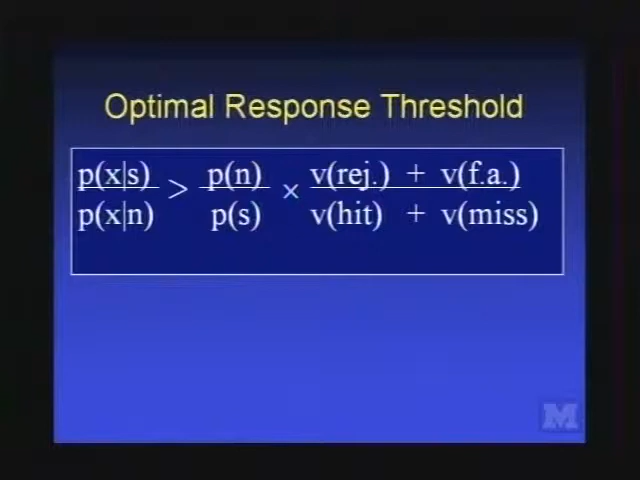 Optimal Response Threshold
p(x|s) > p(n) × v(rej.) + v(f.a.)
p(x|n) p(s) v(hit) + v(miss)
M